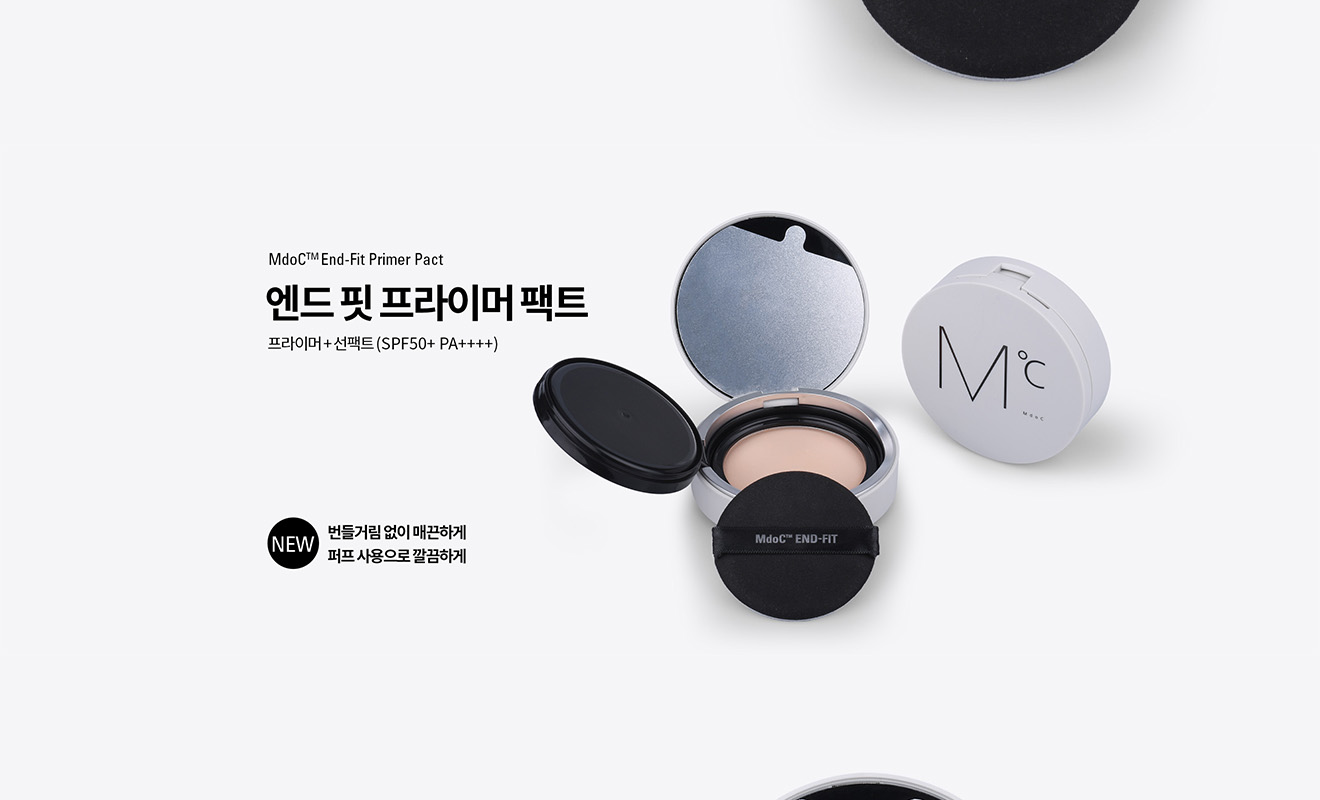 MdoC™ End-Fit Primer Pact
엔드 핏 프라이머 팩트
프라이머+선팩트(SPF50+ PA++++)
M℃
MdoC
MdoC™ END-FIT
NEW
번들거림 없이 매끈하게
퍼프 사용으로 깔끔하게